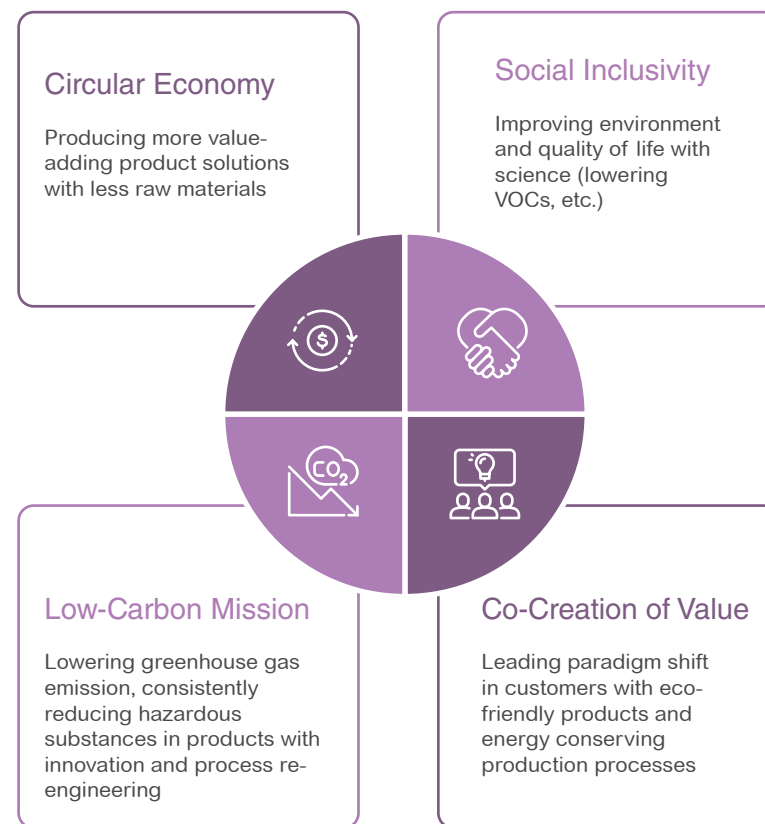 Circular Economy
Producing more value-
adding product solutions
with less raw materials
Social Inclusivity
Improving environment
and quality of life with
science (lowering
VOCs, etc.)
$
CO2
Low-Carbon Mission
Lowering greenhouse gas
emission, consistently
reducing hazardous
substances in products with
innovation and process re-
engineering
Co-Creation of Value
Leading paradigm shift
in customers with eco-
friendly products and
energy conserving
production processes